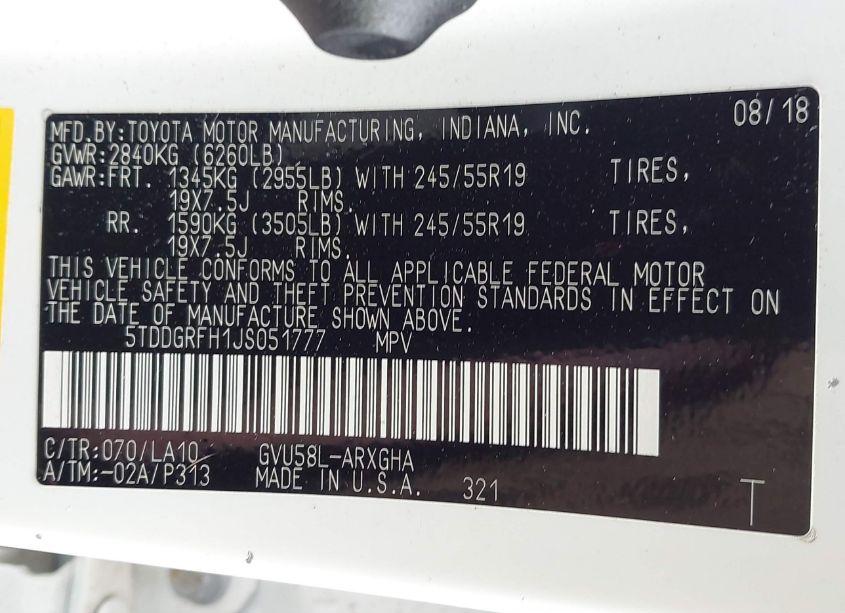 08/18
MFD.BY:TOYOTA MOTOR MANUFACTURING, INDIANA, INC.
GVWR:2840KG (6260LB)
GAWR:FRT. 1345KG (2955LB) WITH 245/55R19 TIRES,
19X7.5J RIMS.
RR. 1590KG (3505LB) WITH 245/55R19 TIRES,
19X7.5J RIMS.
THIS VEHICLE CONFORMS TO ALL APPLICABLE FEDERAL MOTOR
VEHICLE SAFETY AND THEFT PREVENTION STANDARDS IN EFFECT ON
THE DATE OF MANUFACTURE SHOWN ABOVE.
5TDDGRFH1JS051777 MPV
C/TR:070/LA10 GVU58L-ARXGHA
A/TM:-02A/P313 MADE IN U.S.A. 321
T